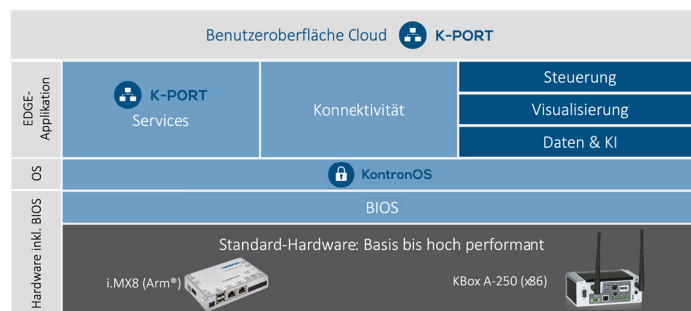 Benutzeroberfläche Cloud K-PORT
EDGE-
Applikation
K-PORT
Services
Konnektivität
Steuerung
Visualisierung
Daten & KI
OS
KontronOS
Hardware inkl. BIOS
BIOS
Standard-Hardware: Basis bis hoch performant
i.MX8 (Arm®)
KBox A-250 (x86)